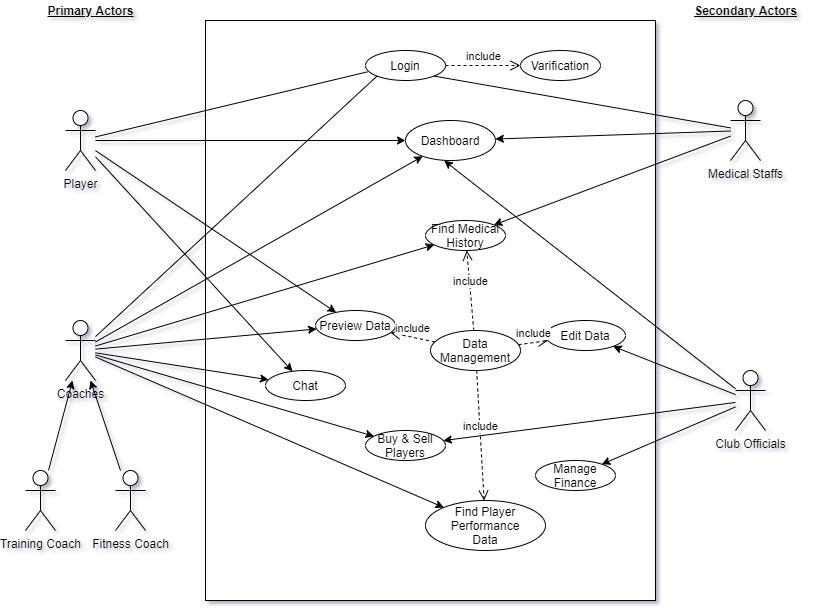 Primary Actors
Secondary Actors
Login
include
Varification
Player
Dashboard
Medical Staffs
Find Medical
History
include
Preview Data
include
Data
Management
include
Edit Data
Coaches
Chat
Buy & Sell
Players
include
Club Officials
Manage
Finance
Find Player
Performance
Data
Training Coach
Fitness Coach